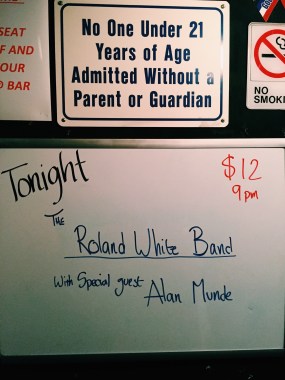 SEAT
F AND
OUR
D BAR
No One Under 21
Years of Age
Admitted Without a
Parent or Guardian
NO
SMOKI
Tonight
$12
9pm
THE
Roland White Band
With Special guest Alan Munde